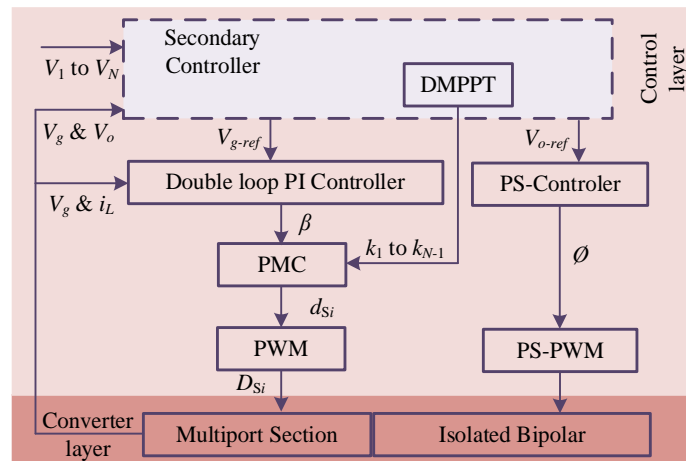 Secondary
Controller
Control
layer
V1 to VN
DMPPT
Vg & Vo
Vg-ref
Vo-ref
Double loop PI Controller
PS-Controler
Vg & iL
β
k1 to kN-1
Ø
PMC
dSi
PWM
PS-PWM
DSi
Converter
layer
Multiport Section
Isolated Bipolar